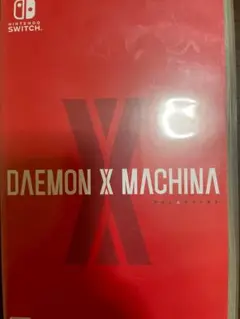 NINTENDO
SWITCH
DAEMON X MACHINA